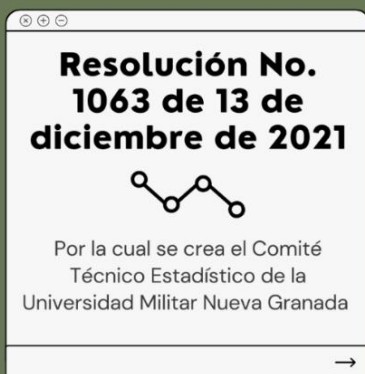 Resolución No.
1063 de 13 de
diciembre de 2021
Por la cual se crea el Comité
Técnico Estadístico de la
Universidad Militar Nueva Granada